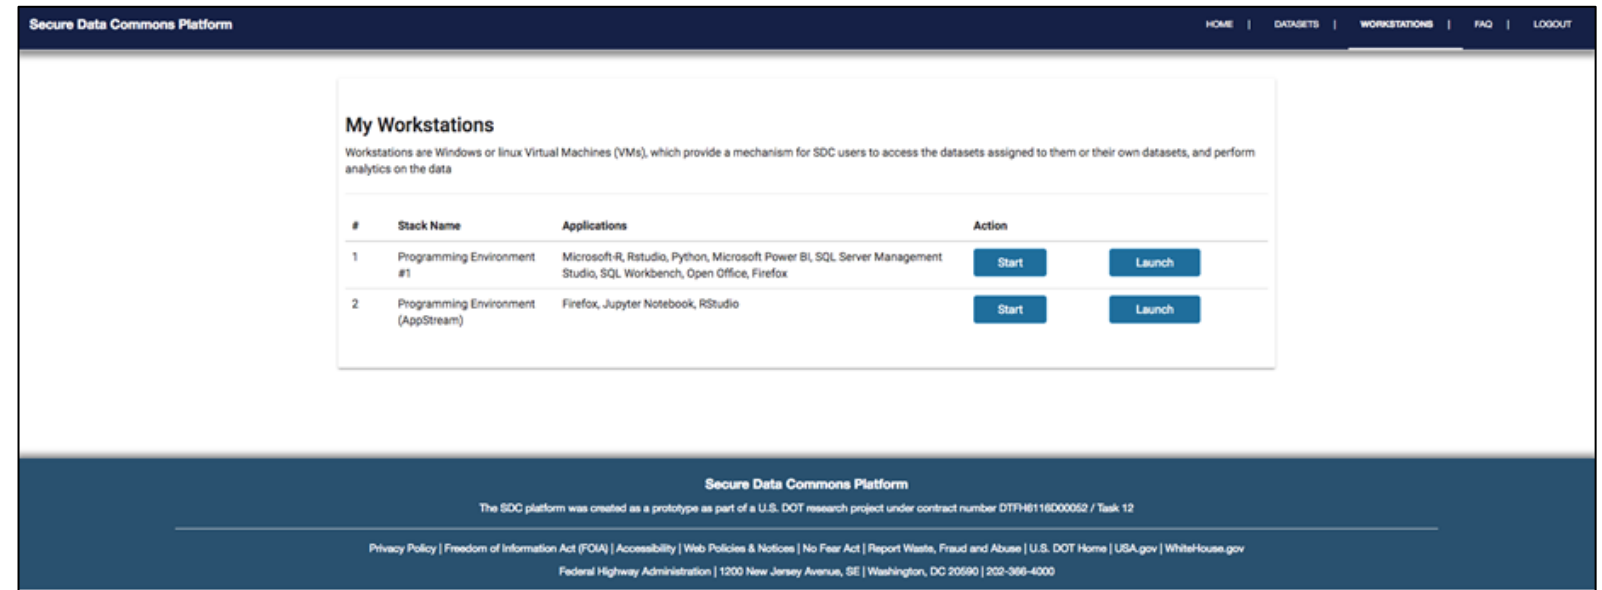 Secure Data Commons Platform
HOME | DATASETS | WORKSTATIONS | FAQ | LOGOUT
My Workstations
Workstations are Windows or linux Virtual Machines (VMs), which provide a mechanism for SDC users to access the datasets assigned to them or their own datasets, and perform
analytics on the data
# Stack Name Applications Action
1 Programming Environment Microsoft-R, Rstudio, Python, Microsoft Power BI, SQL Server Management Start Launch
#1 Studio, SQL Workbench, Open Office, Firefox
2 Programming Environment Firefox, Jupyter Notebook, RStudio Start Launch
(AppStream)
Secure Data Commons Platform
The SDC platform was created as a prototype as part of a U.S. DOT research project under contract number DTFH6116D00052 / Task 12
Privacy Policy | Freedom of Information Act (FOIA) | Accessibility | Web Policies & Notices | No Fear Act | Report Waste, Fraud and Abuse | U.S. DOT Home | USA.gov | WhiteHouse.gov
Federal Highway Administration | 1200 New Jersey Avenue, SE | Washington, DC 20590 | 202-366-4000